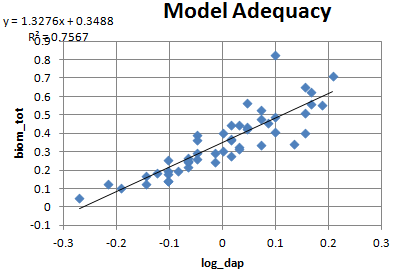 Model Adequacy
y = 1.3276x + 0.3488
R² = 0.7567
0.9
0.8
0.7
0.6
0.5
0.4
0.3
0.2
0.1
0
-0.1
biom_tot
-0.3 -0.2 -0.1 0 0.1 0.2 0.3
log_dap